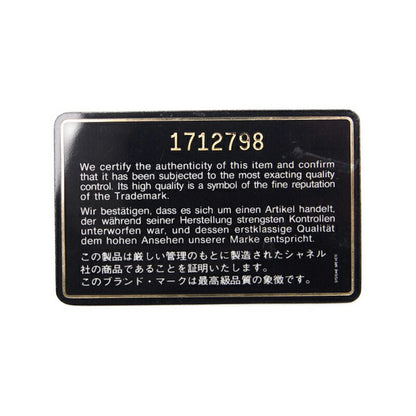 1712798
We certify the authenticity of this item and confirm
that it has been subjected to the most exacting quality
control. Its high quality is a symbol of the fine reputation
of the Trademark.
Wir bestätigen, dass es sich um einen Artikel handelt,
der während seiner Herstellung strengsten Kontrollen
unterworfen war, und dessen erstklassige Qualität
dem hohen Ansehen unserer Marke entspricht.
この製品は厳しい管理のもとに製造されたシャネル
社の商品であることを証明いたします。
このブランド・マークは最高級品質の象徴です。